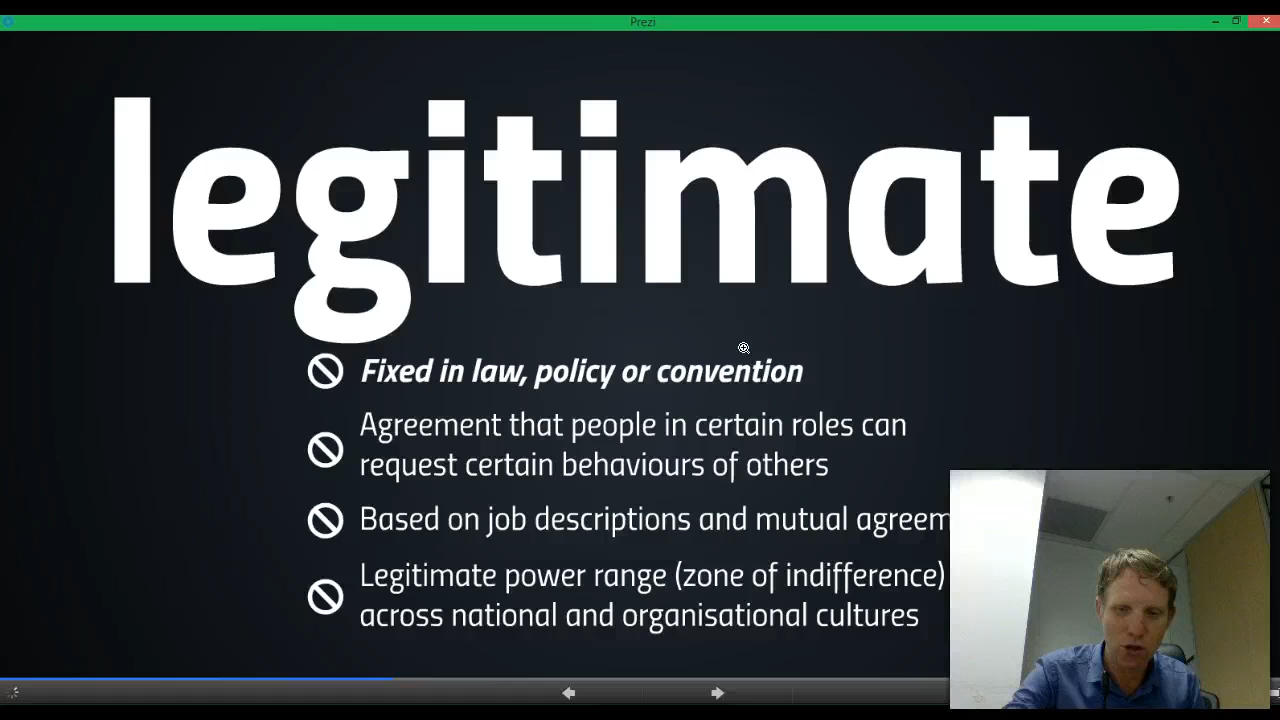 Prezi
legitimate
Fixed in law, policy or convention
Agreement that people in certain roles can
request certain behaviours of others
Based on job descriptions and mutual agreem
Legitimate power range (zone of indifference)
across national and organisational cultures